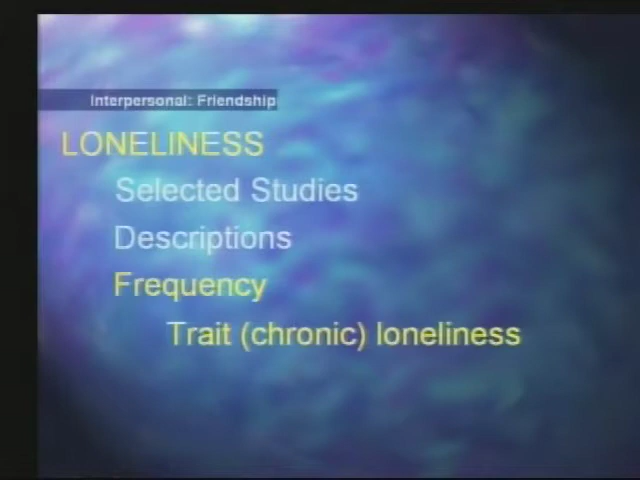 Interpersonal: Friendship
LONELINESS
Selected Studies
Descriptions
Frequency
Trait (chronic) loneliness